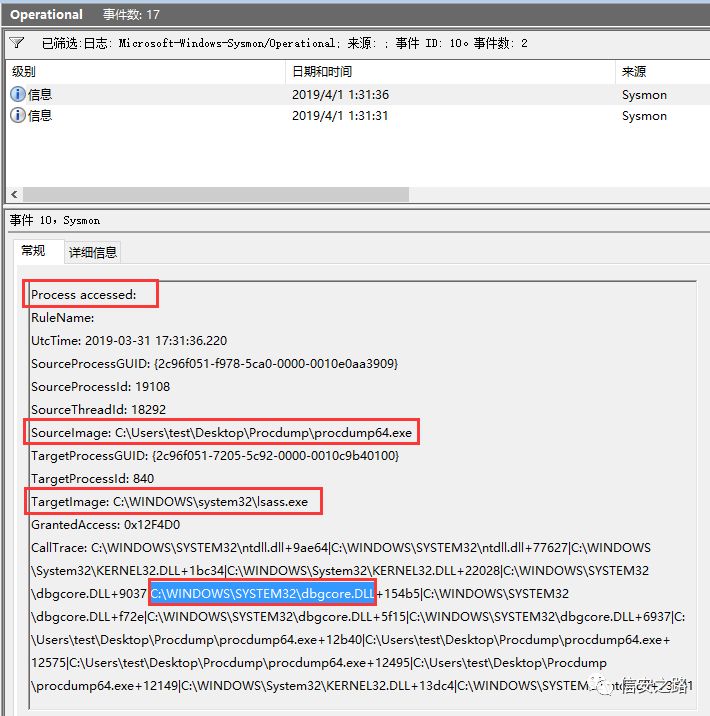 Operational 事件数: 17
已筛选:日志: Microsoft-Windows-Sysmon/Operational; 来源: ; 事件 ID: 10。事件数: 2
级别 日期和时间 来源
信息 2019/4/1 1:31:36 Sysmon
信息 2019/4/1 1:31:31 Sysmon
事件 10，Sysmon
常规 详细信息
Process accessed:
RuleName:
UtcTime: 2019-03-31 17:31:36.220
SourceProcessGUID: {2c96f051-f978-5ca0-0000-0010e0aa3909}
SourceProcessId: 19108
SourceThreadId: 18292
SourceImage: C:\Users\test\Desktop\Procdump\procdump64.exe
TargetProcessGUID: {2c96f051-7205-5c92-0000-0010c9b40100}
TargetProcessId: 840
TargetImage: C:\WINDOWS\system32\lsass.exe
GrantedAccess: 0x12F4D0
CallTrace: C:\WINDOWS\SYSTEM32\ntdll.dll+9ae64|C:\WINDOWS\SYSTEM32\ntdll.dll+77627|C:\WINDOWS
\System32\KERNEL32.DLL+1bc34|C:\WINDOWS\System32\KERNEL32.DLL+22028|C:\WINDOWS\SYSTEM32
\dbgcore.DLL+9037|C:\WINDOWS\SYSTEM32\dbgcore.DLL+154b5|C:\WINDOWS\SYSTEM32
\dbgcore.DLL+f72e|C:\WINDOWS\SYSTEM32\dbgcore.DLL+5f15|C:\WINDOWS\SYSTEM32\dbgcore.DLL+6937|C:
\Users\test\Desktop\Procdump\procdump64.exe+12b40|C:\Users\test\Desktop\Procdump\procdump64.exe+
12575|C:\Users\test\Desktop\Procdump\procdump64.exe+12495|C:\Users\test\Desktop\Procdump
\procdump64.exe+12149|C:\WINDOWS\System32\KERNEL32.DLL+13dc4|C:\WINDOWS\SYSTEM32
信安之路